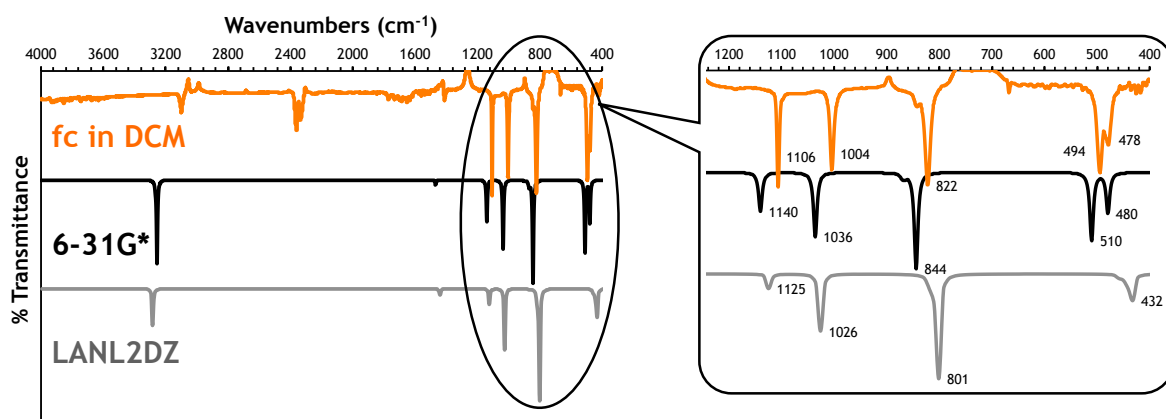 Wavenumbers (cm-1)
4000 3600 3200 2800 2400 2000 1600 1200 800 400
1200 1100 1000 900 800 700 600 500 400
fc in DCM
1106 1004 822 494 478
% Transmittance
6-31G*
1140 1036 844 510 480
LANL2DZ
1125 1026 801 432